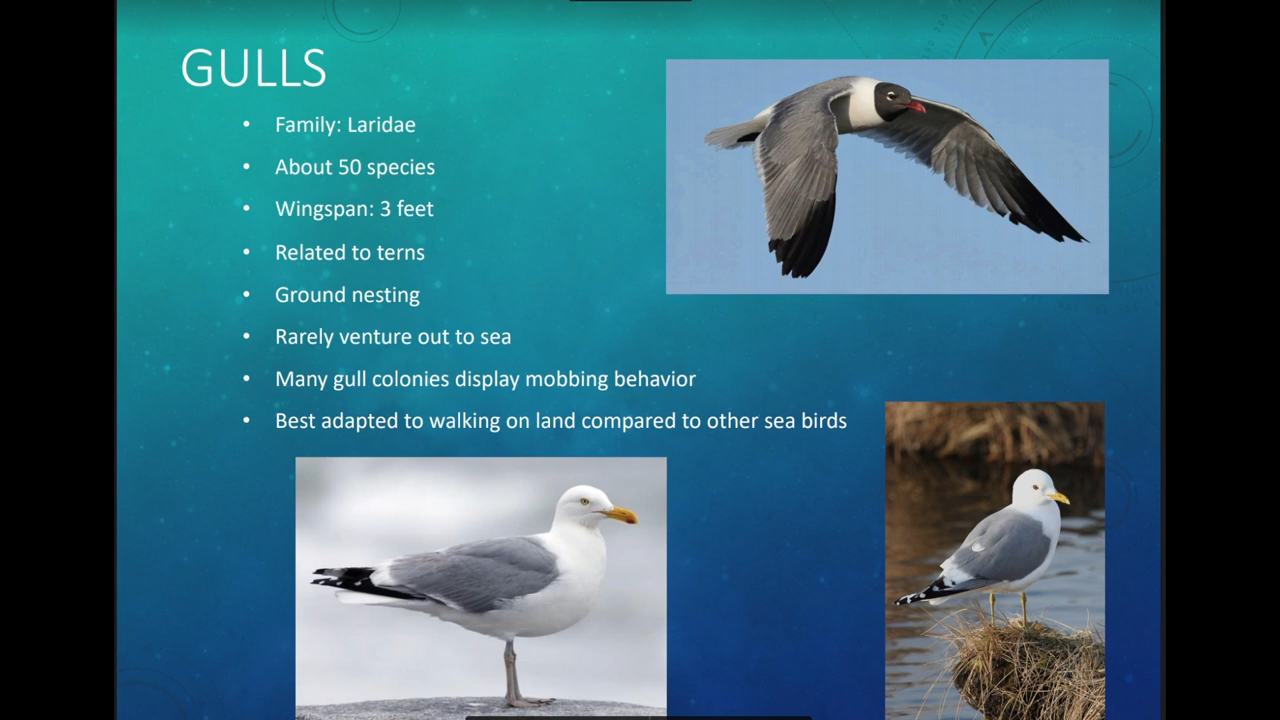 GULLS
• Family: Laridae
• About 50 species
• Wingspan: 3 feet
• Related to terns
• Ground nesting
• Rarely venture out to sea
• Many gull colonies display mobbing behavior
• Best adapted to walking on land compared to other sea birds